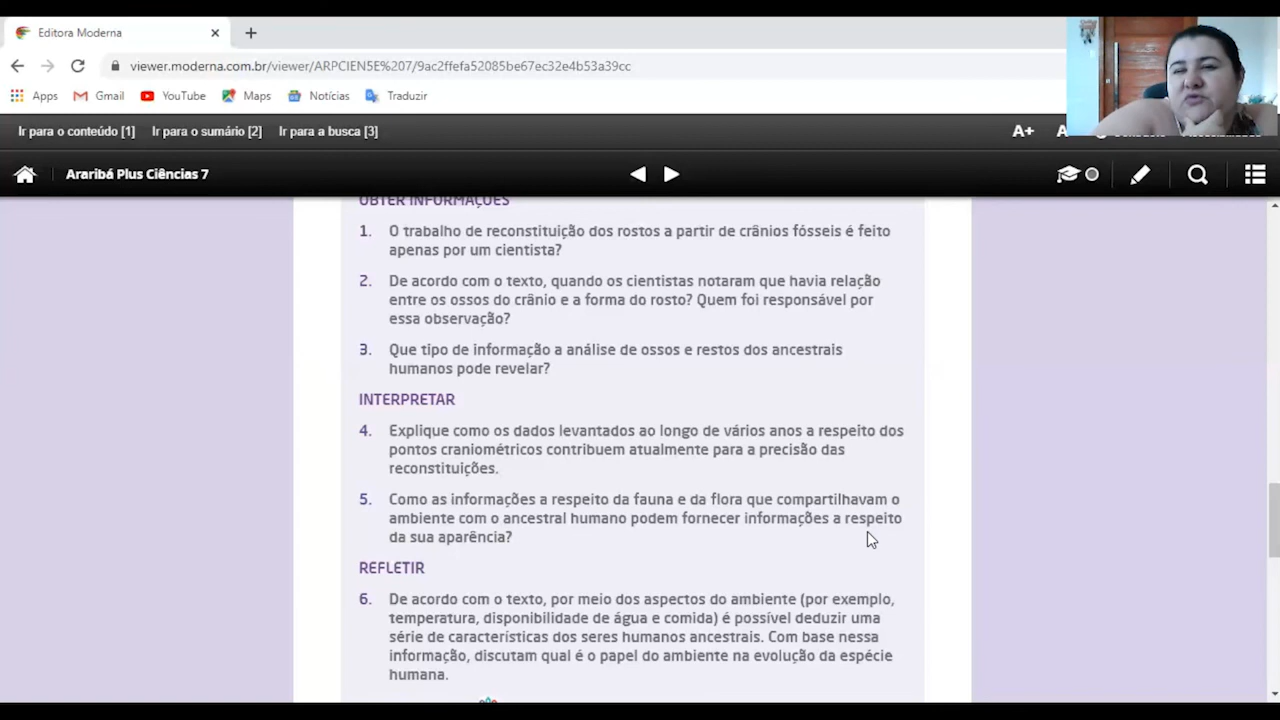 Editora Moderna
viewer.moderna.com.br/viewer/ARPCIEN5E%207/9ac2ffefa52085be67ec32e4b53a39cc
Apps Gmail YouTube Maps Notícias Traduzir
Ir para o conteúdo [1] Ir para o sumário [2] Ir para a busca [3] A+
Araribá Plus Ciências 7
OBTER INFORMAÇÕES
1. O trabalho de reconstituição dos rostos a partir de crânios fósseis é feito
apenas por um cientista?
2. De acordo com o texto, quando os cientistas notaram que havia relação
entre os ossos do crânio e a forma do rosto? Quem foi responsável por
essa observação?
3. Que tipo de informação a análise de ossos e restos dos ancestrais
humanos pode revelar?
INTERPRETAR
4. Explique como os dados levantados ao longo de vários anos a respeito dos
pontos craniométricos contribuem atualmente para a precisão das
reconstituições.
5. Como as informações a respeito da fauna e da flora que compartilhavam o
ambiente com o ancestral humano podem fornecer informações a respeito
da sua aparência?
REFLETIR
6. De acordo com o texto, por meio dos aspectos do ambiente (por exemplo,
temperatura, disponibilidade de água e comida) é possível deduzir uma
série de características dos seres humanos ancestrais. Com base nessa
informação, discutam qual é o papel do ambiente na evolução da espécie
humana.